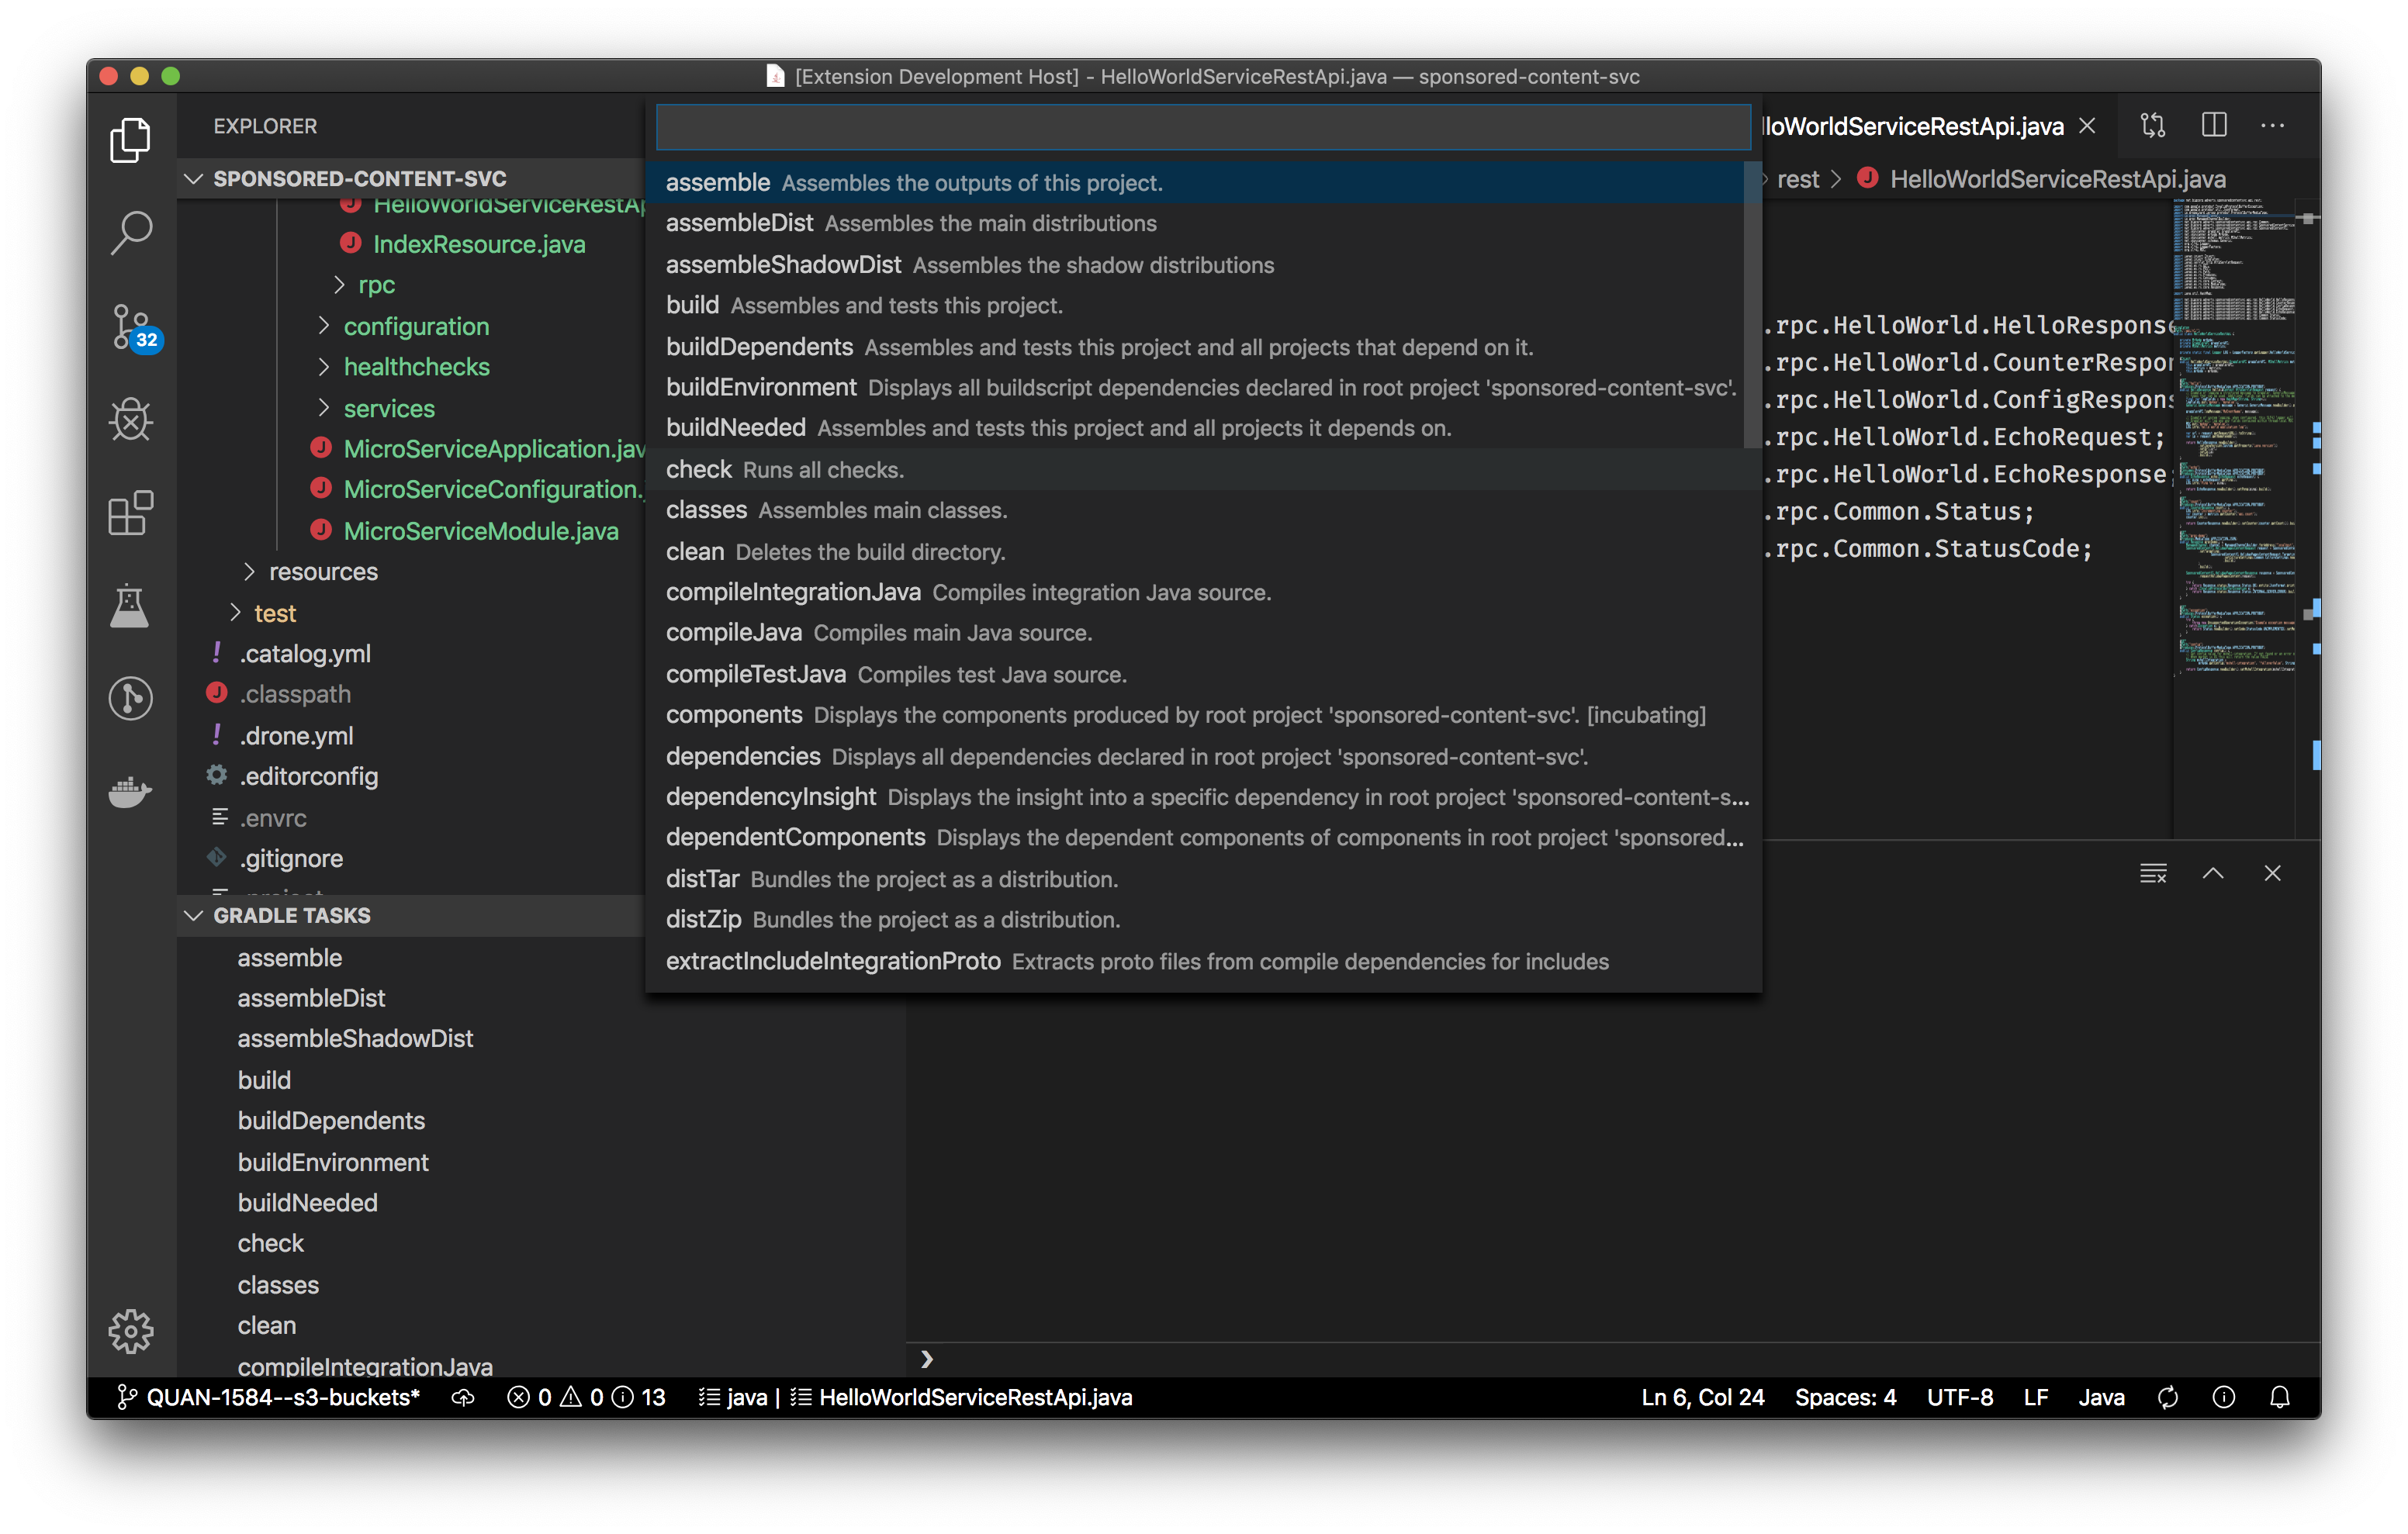 [Extension Development Host] - HelloWorldServiceRestApi.java — sponsored-content-svc
EXPLORER
SPONSORED-CONTENT-SVC
HelloWorldServiceRestAp
IndexResource.java
rpc
configuration
healthchecks
services
MicroServiceApplication.jav
MicroServiceConfiguration.
MicroServiceModule.java
resources
test
.catalog.yml
.classpath
.drone.yml
.editorconfig
.envrc
.gitignore
.project
32
GRADLE TASKS
assemble
assembleDist
assembleShadowDist
build
buildDependents
buildEnvironment
buildNeeded
check
classes
clean
compileIntegrationJava
assemble Assembles the outputs of this project.
assembleDist Assembles the main distributions
assembleShadowDist Assembles the shadow distributions
build Assembles and tests this project.
buildDependents Assembles and tests this project and all projects that depend on it.
buildEnvironment Displays all buildscript dependencies declared in root project 'sponsored-content-svc'.
buildNeeded Assembles and tests this project and all projects it depends on.
check Runs all checks.
classes Assembles main classes.
clean Deletes the build directory.
compileIntegrationJava Compiles integration Java source.
compileJava Compiles main Java source.
compileTestJava Compiles test Java source.
components Displays the components produced by root project 'sponsored-content-svc'. [incubating]
dependencies Displays all dependencies declared in root project 'sponsored-content-svc'.
dependencyInsight Displays the insight into a specific dependency in root project 'sponsored-content-s...
dependentComponents Displays the dependent components of components in root project 'sponsored...
distTar Bundles the project as a distribution.
distZip Bundles the project as a distribution.
extractIncludeIntegrationProto Extracts proto files from compile dependencies for includes
lloWorldServiceRestApi.java
rest > HelloWorldServiceRestApi.java
.rpc.HelloWorld.HelloResponse
.rpc.HelloWorld.CounterRespon
.rpc.HelloWorld.ConfigRespons
.rpc.HelloWorld.EchoRequest;
.rpc.HelloWorld.EchoResponse;
.rpc.Common.Status;
.rpc.Common.StatusCode;
QUAN-1584--s3-buckets* 0 0 13 java | HelloWorldServiceRestApi.java Ln 6, Col 24 Spaces: 4 UTF-8 LF Java